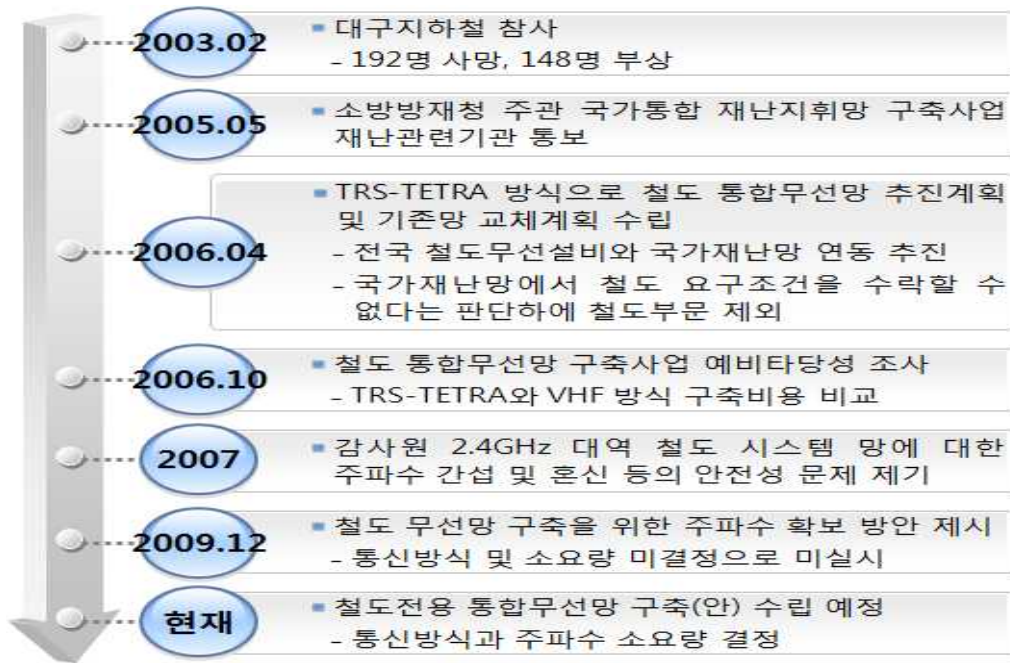 2003.02
▪ 대구지하철 참사
- 192명 사망, 148명 부상
2005.05
▪ 소방방재청 주관 국가통합 재난지휘망 구축사업
재난관련기관 통보
2006.04
▪ TRS-TETRA 방식으로 철도 통합무선망 추진계획
및 기존망 교체계획 수립
- 전국 철도무선설비와 국가재난망 연동 추진
- 국가재난망에서 철도 요구조건을 수락할 수
없다는 판단하에 철도부문 제외
2006.10
▪ 철도 통합무선망 구축사업 예비타당성 조사
- TRS-TETRA와 VHF 방식 구축비용 비교
2007
▪ 감사원 2.4GHz 대역 철도 시스템 망에 대한
주파수 간섭 및 혼신 등의 안전성 문제 제기
2009.12
▪ 철도 무선망 구축을 위한 주파수 확보 방안 제시
- 통신방식 및 소요량 미결정으로 미실시
현재
▪ 철도전용 통합무선망 구축(안) 수립 예정
- 통신방식과 주파수 소요량 결정